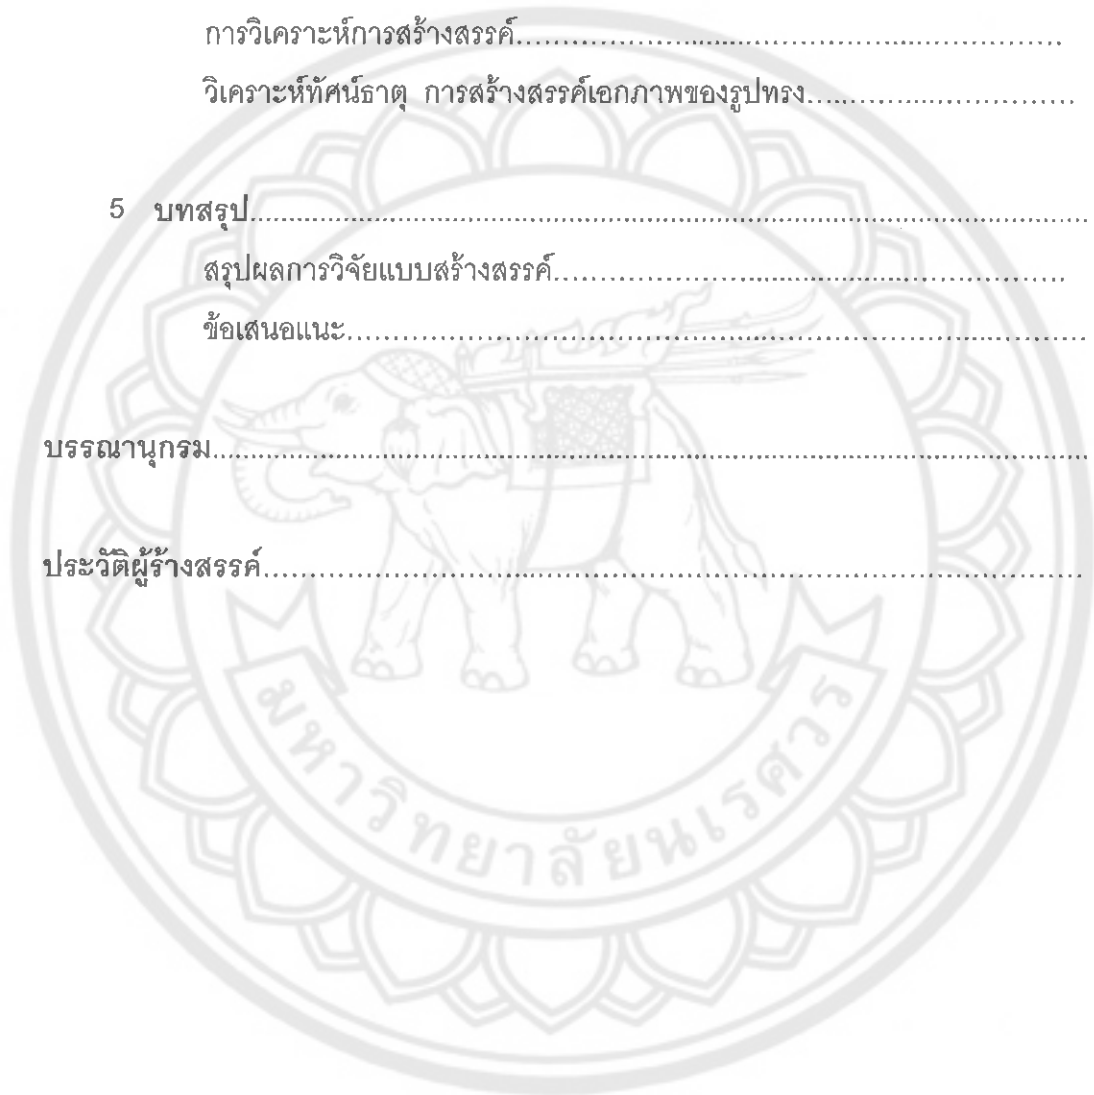 การวิเคราะห์การสร้างสรรค์
วิเคราะห์ทัศน์ธาตุ การสร้างสรรค์เอกภาพของรูปทรง
5 บทสรุป
สรุปผลการวิจัยแบบสร้างสรรค์
ข้อเสนอแนะ
บรรณานุกรม
ประวัติผู้ร้างสรรค์
มหาวิทยาลัยนเรศวร